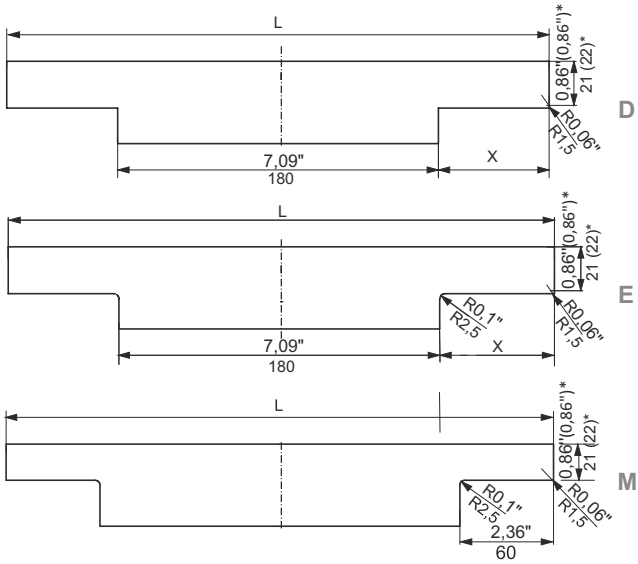 L
0,86"(0,86")*
21 (22)*
D
R0,06"
R1,5
7,09"
180
X
L
0,86"(0,86")*
21 (22)*
E
R0,1"
R2,5
R0,06"
R1,5
7,09"
180
X
L
0,86"(0,86")*
21 (22)*
M
R0,1"
R2,5
R0,06"
R1,5
2,36"
60